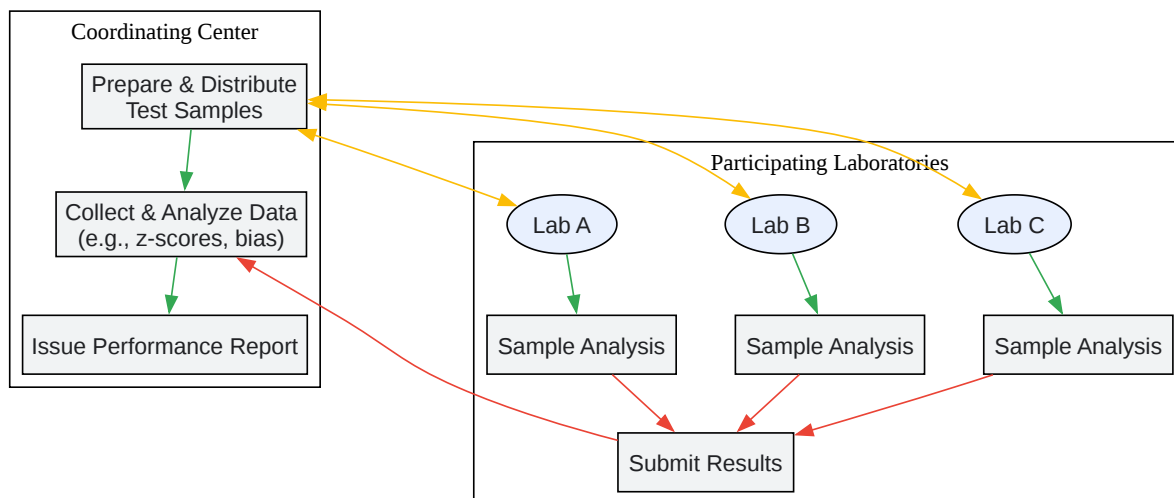 Coordinating Center
Prepare & Distribute
Test Samples
Collect & Analyze Data
(e.g., z-scores, bias)
Issue Performance Report
Participating Laboratories
Lab A
Lab B
Lab C
Sample Analysis
Sample Analysis
Sample Analysis
Submit Results